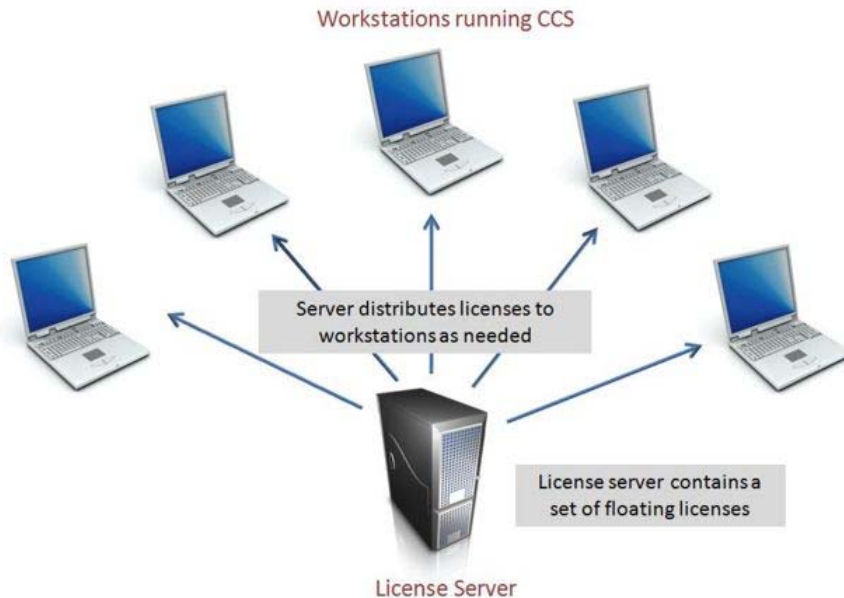 Workstations running CCS
Server distributes licenses to
workstations as needed
License server contains a
set of floating licenses
License Server